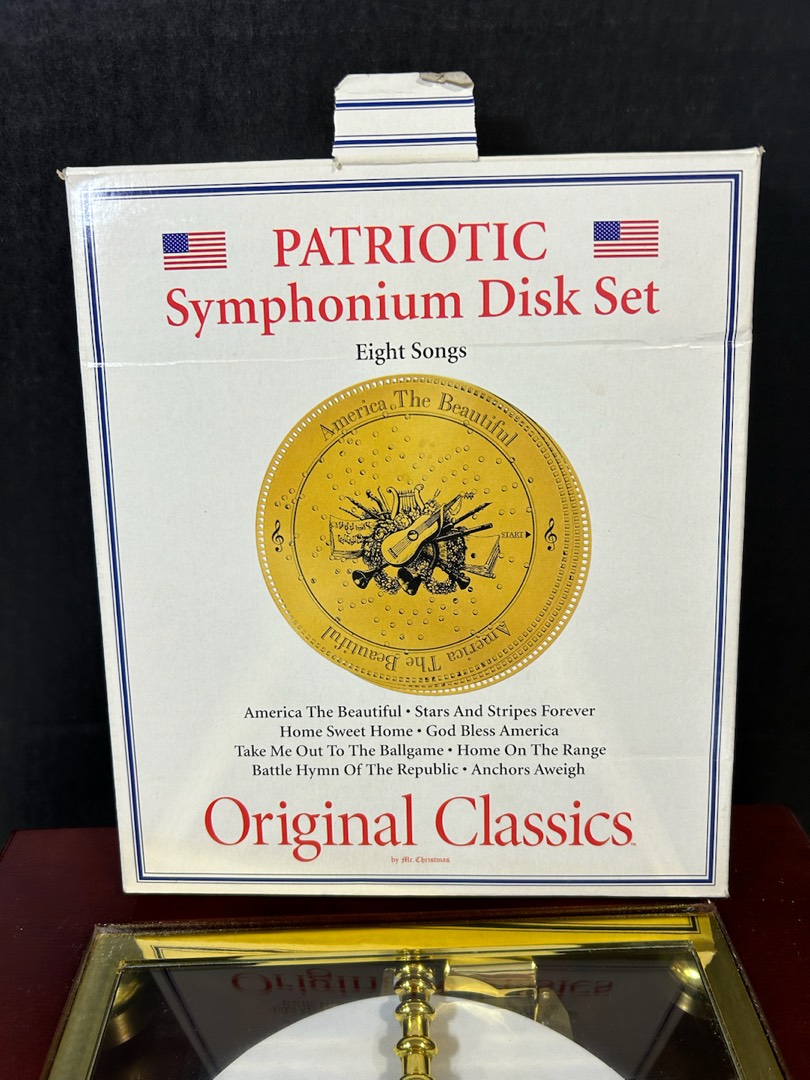 PATRIOTIC
Symphonium Disk Set
Eight Songs
America The Beautiful
START
America The Beautiful
America The Beautiful • Stars And Stripes Forever
Home Sweet Home • God Bless America
Take Me Out To The Ballgame • Home On The Range
Battle Hymn Of The Republic • Anchors Aweigh
Original Classics™
by Mr. Christmas